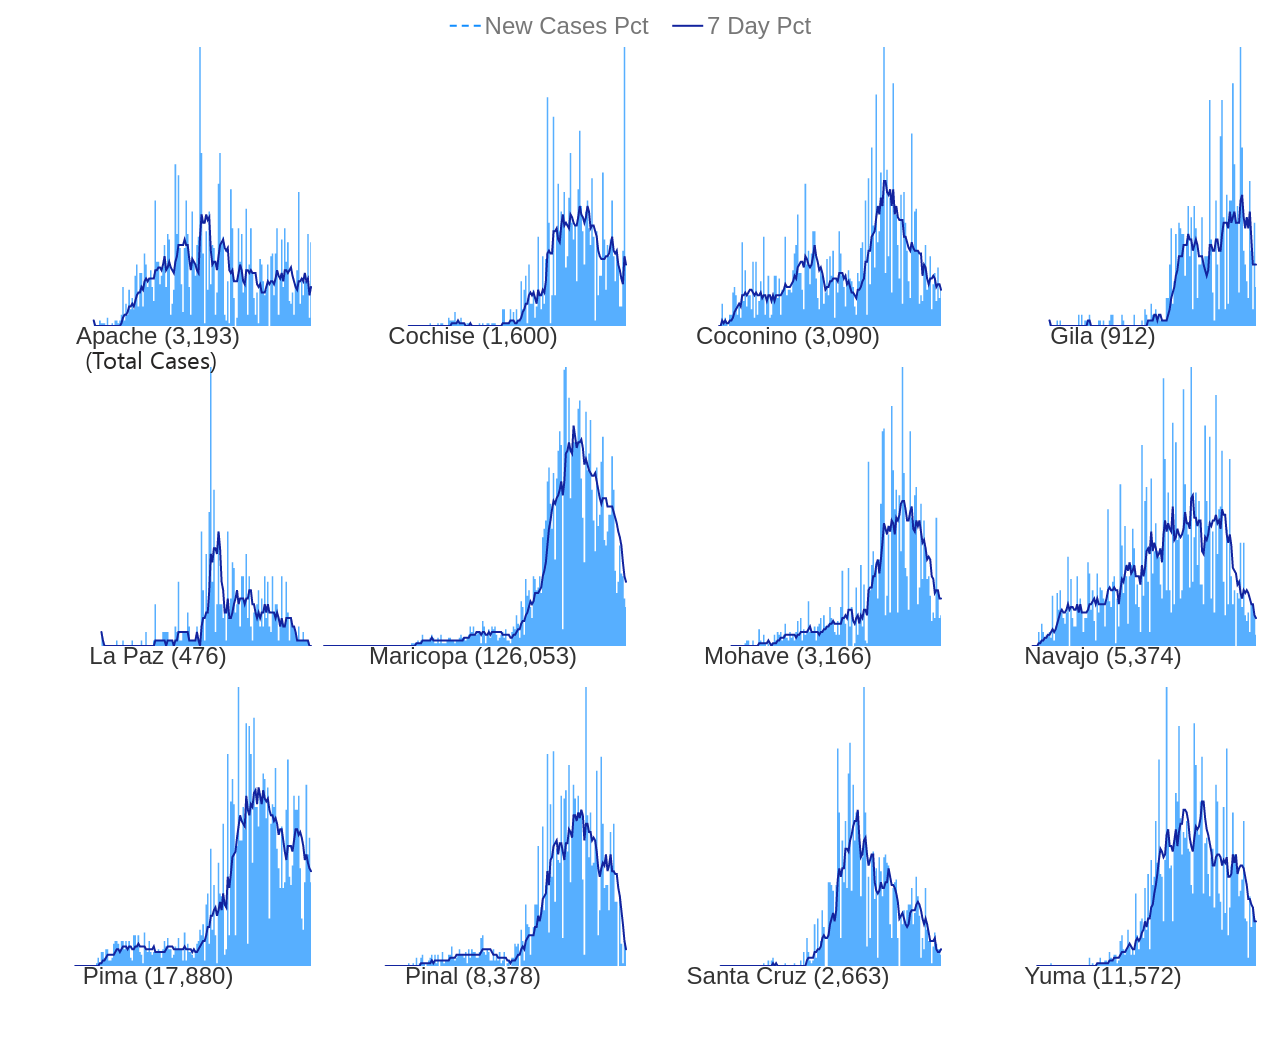 New Cases Pct 7 Day Pct
Apache (3,193) Cochise (1,600) Coconino (3,090) Gila (912)
(Total Cases)
La Paz (476) Maricopa (126,053) Mohave (3,166) Navajo (5,374)
Pima (17,880) Pinal (8,378) Santa Cruz (2,663) Yuma (11,572)